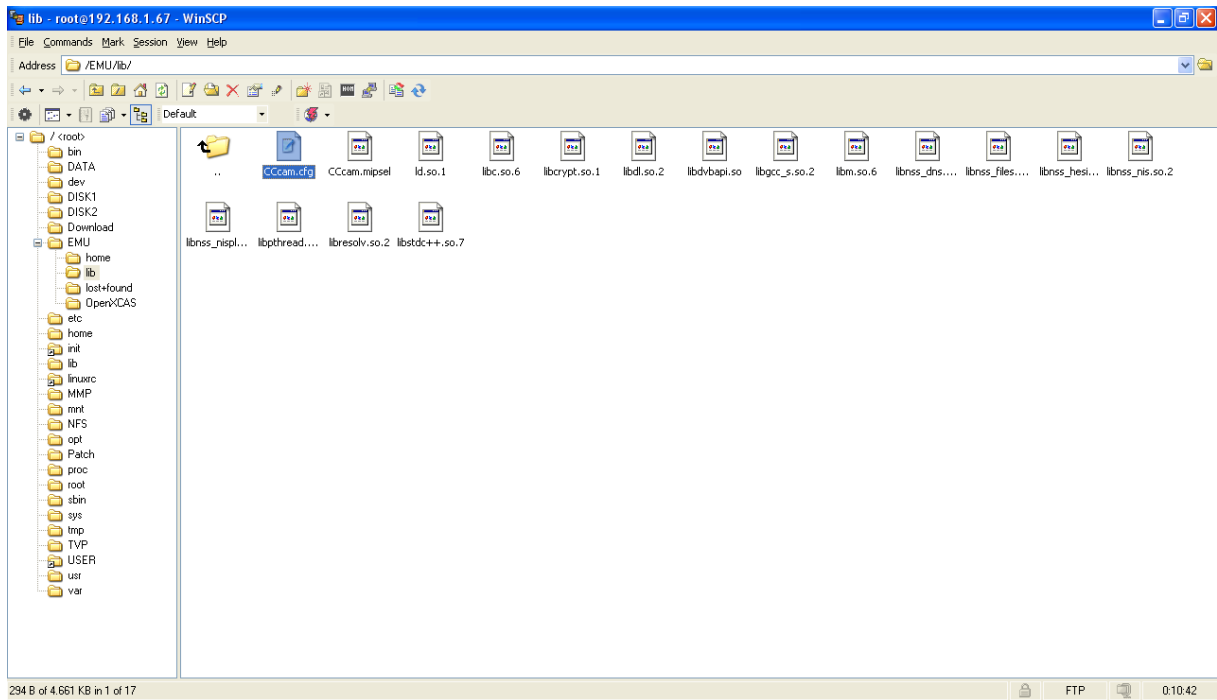 lib - root@192.168.1.67 - WinSCP
File Commands Mark Session View Help
Address /EMU/lib/
Default
/ <root>
bin
DATA
dev
DISK1
DISK2
Download
EMU
home
lib
lost+found
OpenXCAS
etc
home
init
lib
linuxrc
MMP
mnt
NFS
opt
Patch
proc
root
sbin
sys
tmp
TVP
USER
usr
var
.. CCcam.cfg CCcam.mipsel ld.so.1 libc.so.6 libcrypt.so.1 libdl.so.2 libdvbapi.so libgcc_s.so.2 libm.so.6 libnss_dns.... libnss_files.... libnss_hesi... libnss_nis.so.2
libnss_nispl... libpthread.... libresolv.so.2 libstdc++.so.7
294 B of 4.661 KB in 1 of 17 FTP 0:10:42